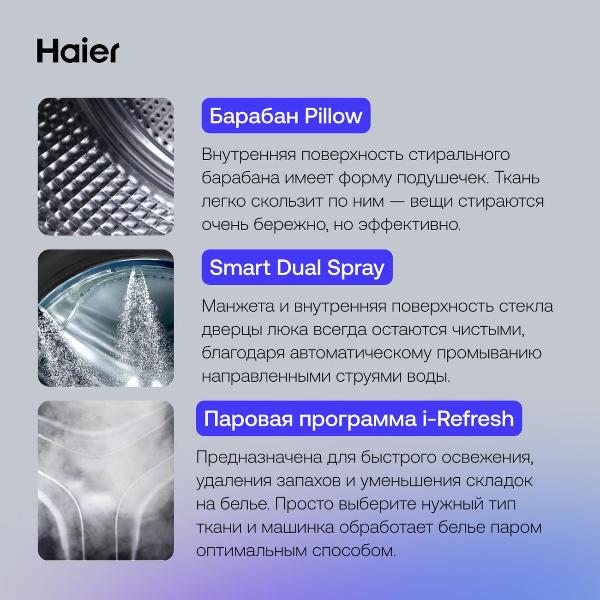 Haier
Барабан Pillow
Внутренняя поверхность стирального
барабана имеет форму подушечек. Ткань
легко скользит по ним — вещи стираются
очень бережно, но эффективно.
Smart Dual Spray
Манжета и внутренняя поверхность стекла
дверцы люка всегда остаются чистыми,
благодаря автоматическому промыванию
направленными струями воды.
Паровая программа i-Refresh
Предназначена для быстрого освежения,
удаления запахов и уменьшения складок
на белье. Просто выберите нужный тип
ткани и машинка обработает белье паром
оптимальным способом.